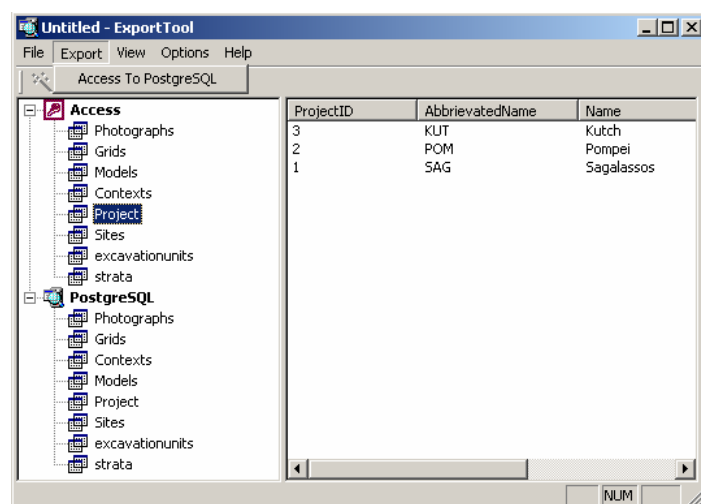 Untitled - ExportTool
File Export View Options Help
Access To PostgreSQL
Access
Photographs
Grids
Models
Contexts
Project
Sites
excavationunits
strata
PostgreSQL
Photographs
Grids
Contexts
Models
Project
Sites
excavationunits
strata
ProjectID AbbrievatedName Name
3 KUT Kutch
2 POM Pompei
1 SAG Sagalassos
NUM